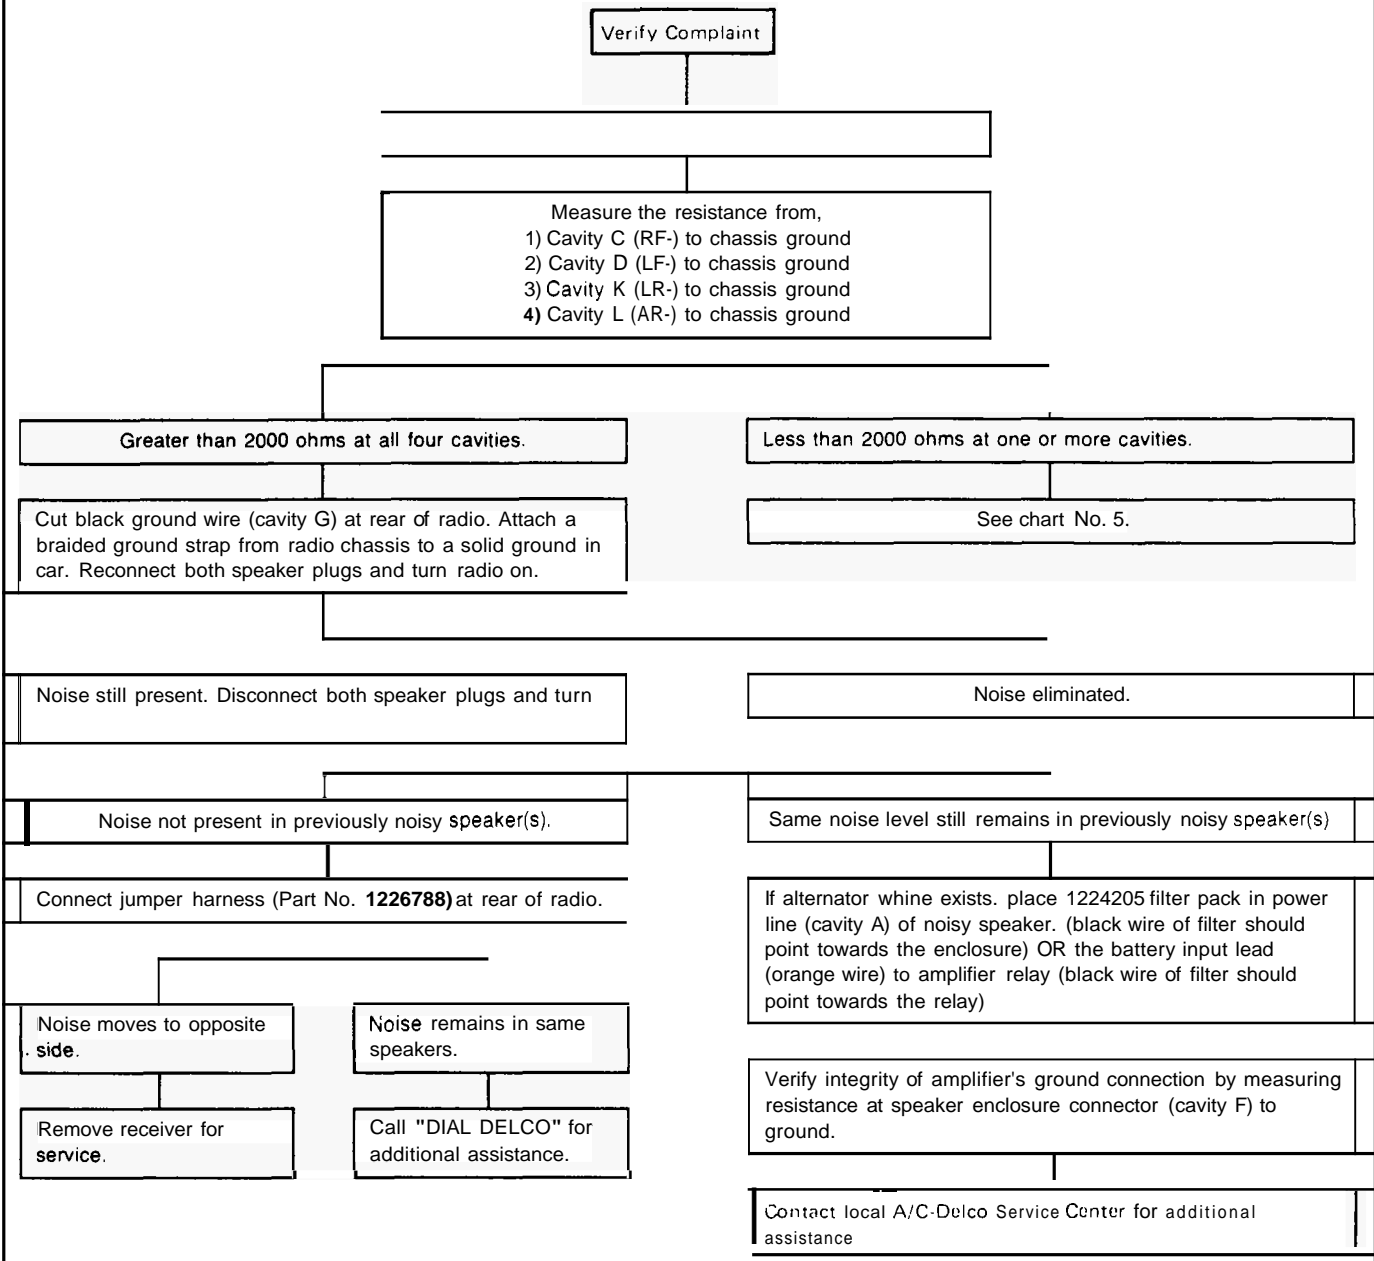 Verify Complaint
Measure the resistance from,
1) Cavity C (RF-) to chassis ground
2) Cavity D (LF-) to chassis ground
3) Cavity K (LR-) to chassis ground
4) Cavity L (AR-) to chassis ground
Greater than 2000 ohms at all four cavities.
Less than 2000 ohms at one or more cavities.
Cut black ground wire (cavity G) at rear of radio. Attach a
braided ground strap from radio chassis to a solid ground in
car. Reconnect both speaker plugs and turn radio on.
See chart No. 5.
Noise still present. Disconnect both speaker plugs and turn
Noise eliminated.
Noise not present in previously noisy speaker(s).
Same noise level still remains in previously noisy speaker(s)
Connect jumper harness (Part No. 1226788) at rear of radio.
If alternator whine exists. place 1224205 filter pack in power
line (cavity A) of noisy speaker. (black wire of filter should
point towards the enclosure) OR the battery input lead
(orange wire) to amplifier relay (black wire of filter should
point towards the relay)
Noise moves to opposite
. side.
Noise remains in same
speakers.
Verify integrity of amplifier's ground connection by measuring
resistance at speaker enclosure connector (cavity F) to
ground.
Remove receiver for
service.
Call "DIAL DELCO" for
additional assistance.
Contact local A/C-Delco Service Center for additional
assistance